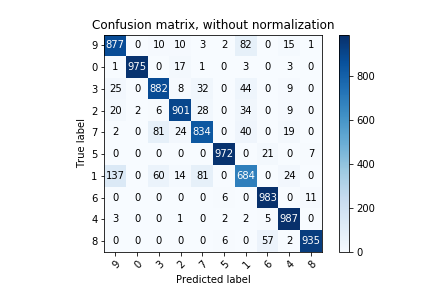 Confusion matrix, without normalization
9 877 0 10 10 3 2 82 0 15 1
0 1 975 0 17 1 0 3 0 3 0
3 25 0 882 8 32 0 44 0 9 0
2 20 2 6 901 28 0 34 0 9 0
7 2 0 81 24 834 0 40 0 19 0
5 0 0 0 0 0 972 0 21 0 7
1 137 0 60 14 81 0 684 0 24 0
6 0 0 0 0 0 6 0 983 0 11
4 3 0 0 1 0 2 2 5 987 0
8 0 0 0 0 0 6 0 57 2 935
9 0 3 2 7 5 1 6 4 8
True label
Predicted label
800
600
400
200
0